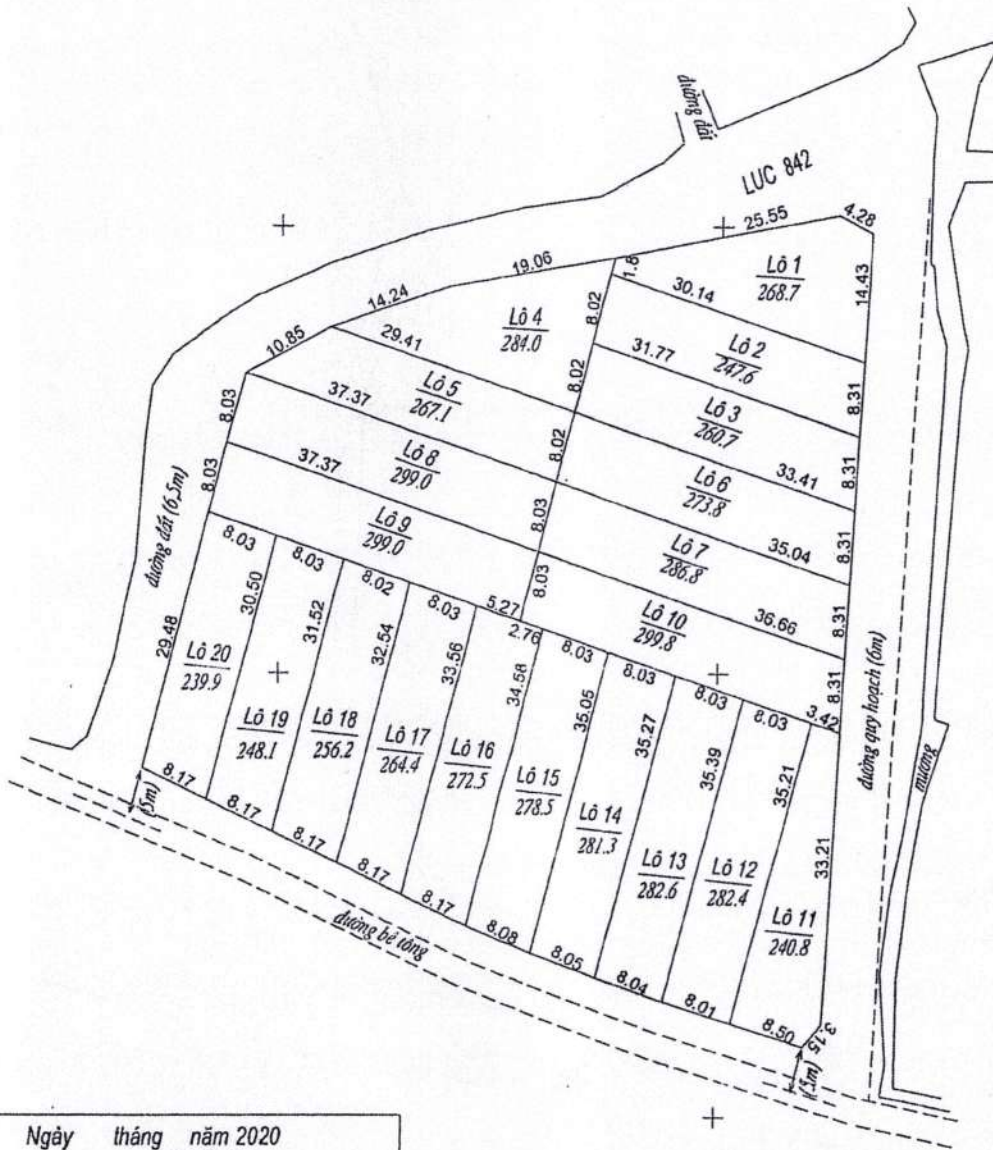 đường đất
LUC 842
25.55
4.28
19.06
1.8
Lô 1
268.7
14.43
14.24
30.14
8.02
Lô 4
284.0
10.85
29.41
31.77
Lô 2
247.6
8.02
8.31
Lô 5
267.1
Lô 3
260.7
8.03
37.37
8.02
33.41
8.31
Lô 8
299.0
Lô 6
273.8
8.03
37.37
8.03
35.04
8.31
Lô 9
299.0
Lô 7
286.8
đường đất (6,5m)
8.03
36.66
8.31
Lô 10
299.8
8.31
8.03
8.03
8.02
8.03
5.27
2.76
8.03
8.03
8.03
8.03
3.42
29.48
30.50
31.52
32.54
33.56
34.58
35.05
35.27
35.39
35.21
33.21
đường quy hoạch (6m)
mương
Lô 20
239.9
Lô 19
248.1
Lô 18
256.2
Lô 17
264.4
Lô 16
272.5
Lô 15
278.5
Lô 14
281.3
Lô 13
282.6
Lô 12
282.4
Lô 11
240.8
8.17
8.17
8.17
8.17
8.17
8.08
8.05
8.04
8.01
8.50
3.75
(5m)
đường bê tông
(5m)
Ngày tháng năm 2020